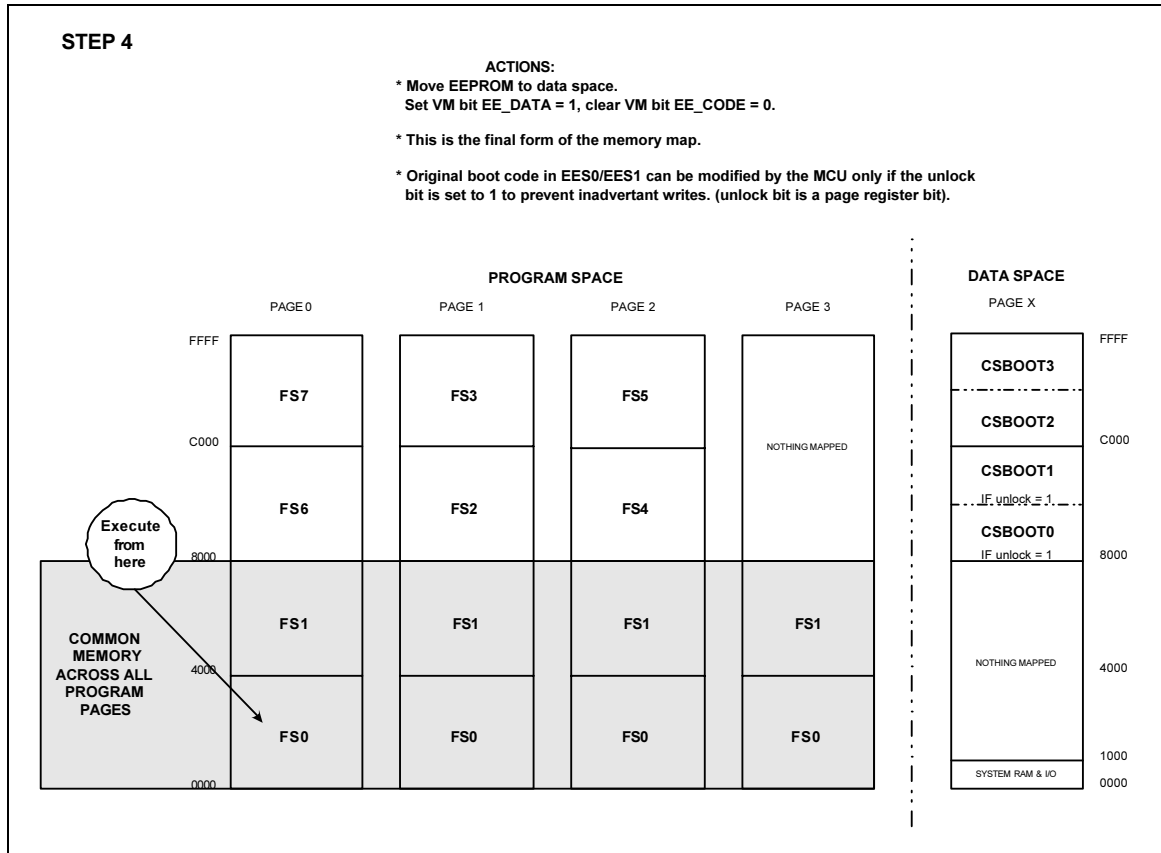 STEP 4
ACTIONS:
* Move EEPROM to data space.
Set VM bit EE_DATA = 1, clear VM bit EE_CODE = 0.
* This is the final form of the memory map.
* Original boot code in EES0/EES1 can be modified by the MCU only if the unlock
bit is set to 1 to prevent inadvertant writes. (unlock bit is a page register bit).
PROGRAM SPACE
DATA SPACE
PAGE 0
PAGE 1
PAGE 2
PAGE 3
PAGE X
FFFF
FS7
FS3
FS5
NOTHING MAPPED
C000
FS6
FS2
FS4
8000
Execute
from
here
COMMON
MEMORY
ACROSS ALL
PROGRAM
PAGES
FS1
FS1
FS1
FS1
4000
FS0
FS0
FS0
FS0
0000
CSBOOT3
CSBOOT2
CSBOOT1
IF unlock = 1
CSBOOT0
IF unlock = 1
NOTHING MAPPED
SYSTEM RAM & I/O
FFFF
C000
8000
4000
1000
0000